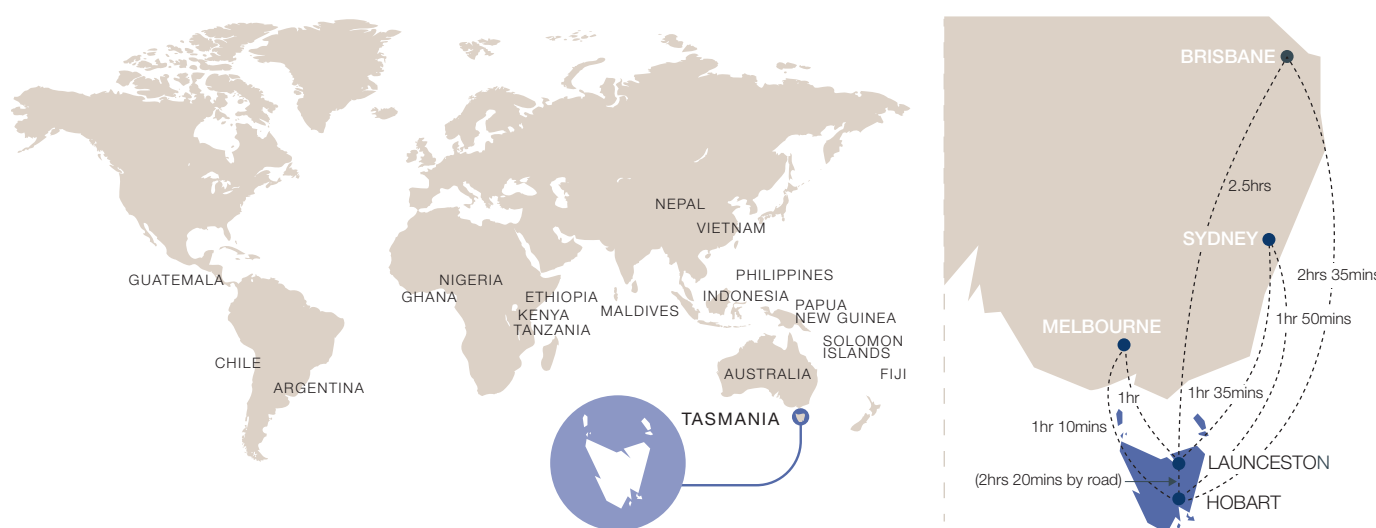 NEPAL
VIETNAM
GUATEMALA
NIGERIA
GHANA
ETHIOPIA
KENYA
TANZANIA
MALDIVES
PHILIPPINES
INDONESIA
PAPUA
NEW GUINEA
SOLOMON
ISLANDS
CHILE
ARGENTINA
AUSTRALIA
FIJI
TASMANIA
BRISBANE
2.5hrs
SYDNEY
2hrs 35mins
1hr 50mins
MELBOURNE
1hr
1hr 35mins
1hr 10mins
LAUNCESTON
(2hrs 20mins by road)
HOBART